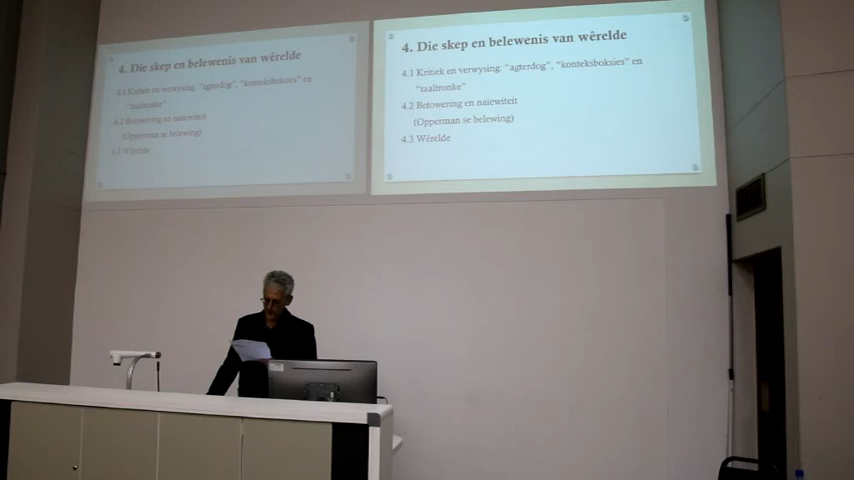 4. Die skep en belewenis van wêrelde
4.1 Kritiek en verwysing: “agterdog”, “konteksboksies” en
“taaltronke”
4.2 Betowering en naïewiteit
(Opperman se belewing)
4.3 Wêrelde
4. Die skep en belewenis van wêrelde
4.1 Kritiek en verwysing: “agterdog”, “konteksboksies” en
“taaltronke”
4.2 Betowering en naïewiteit
(Opperman se belewing)
4.3 Wêrelde